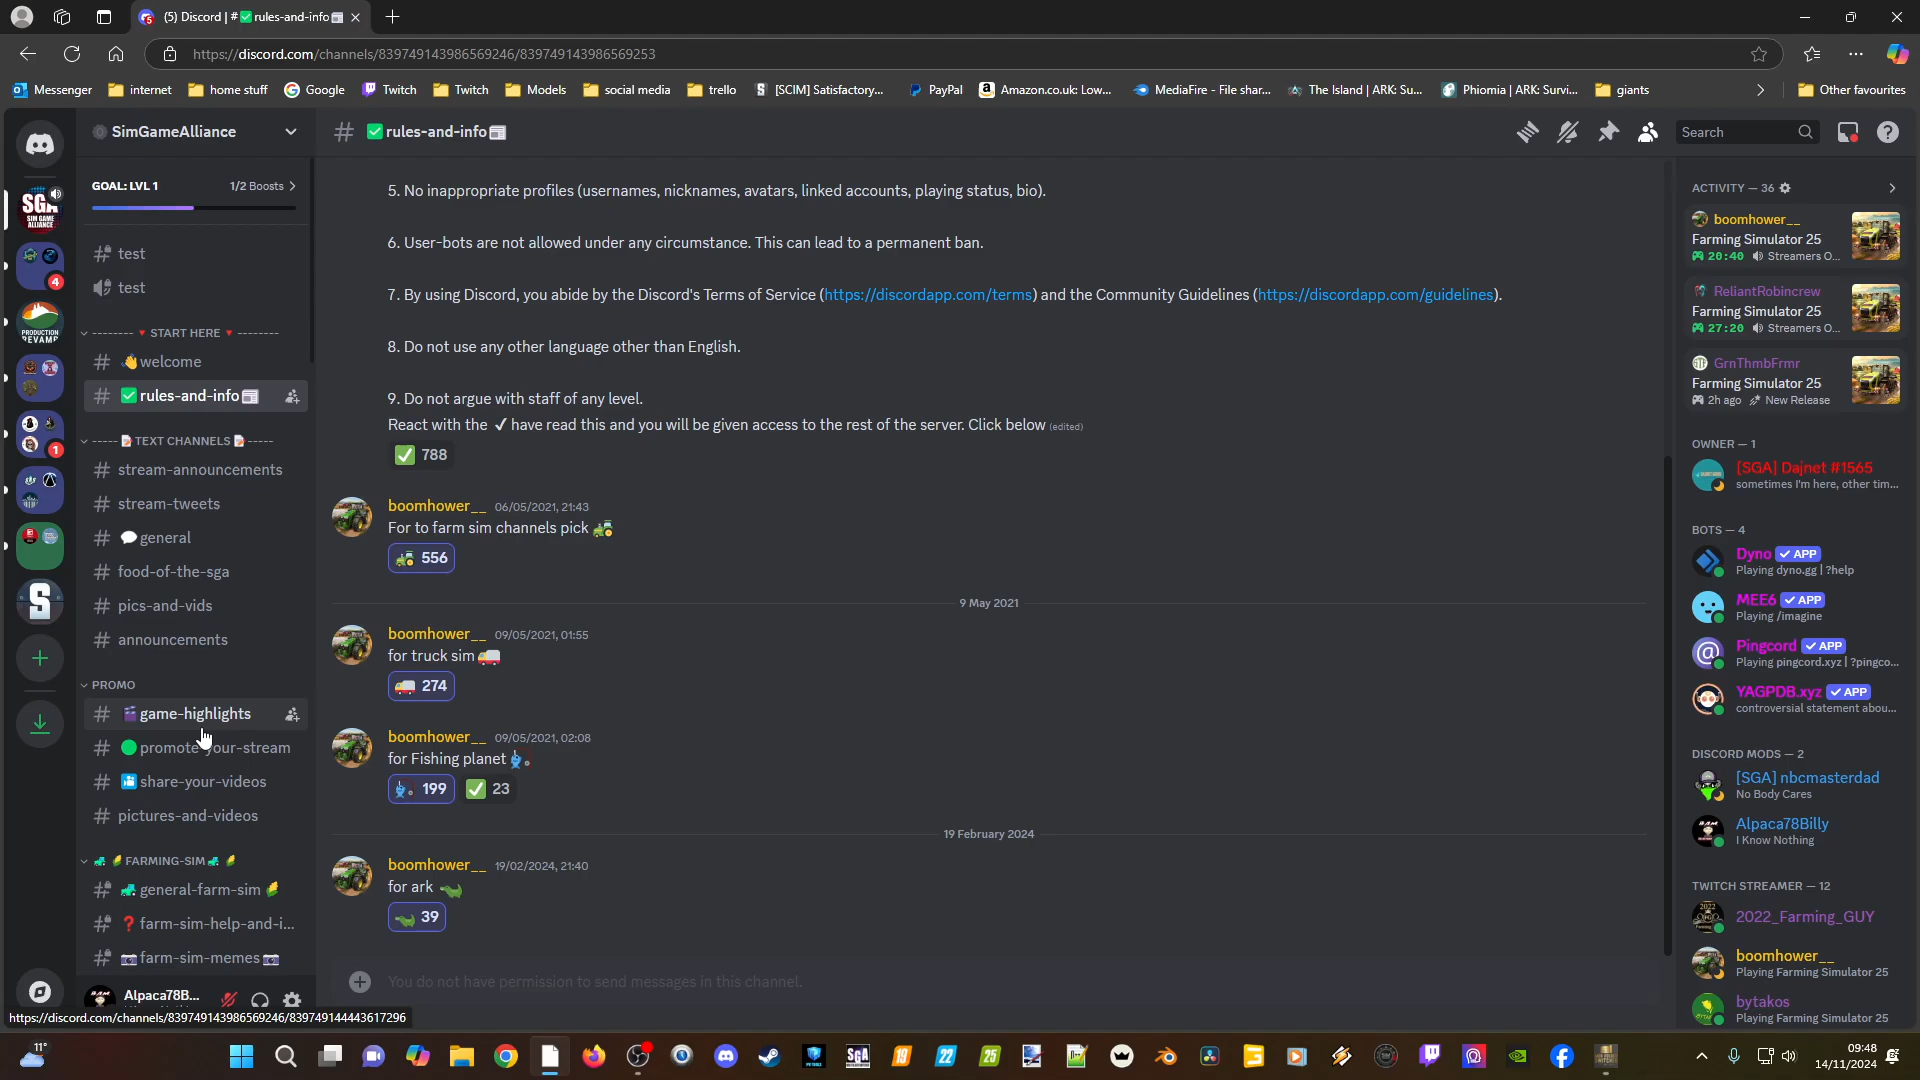 (5) Discord | #✅rules-and-info📰
https://discord.com/channels/839749143986569246/839749143986569253
Messenger internet home stuff Google Twitch Twitch Models social media trello [SCIM] Satisfactory... PayPal Amazon.co.uk: Low... MediaFire - File shar... The Island | ARK: Su... Phiomia | ARK: Survi... giants Other favourites
SimGameAlliance
GOAL: LVL 1 1/2 Boosts
test
test
-------- 🔻 START HERE 🔻 --------
👋welcome
✅rules-and-info📰
----- 📝TEXT CHANNELS📝-----
stream-announcements
stream-tweets
💬general
food-of-the-sga
pics-and-vids
announcements
PROMO
game-highlights
promote-your-stream
share-your-videos
pictures-and-videos
🚜 🌽FARMING-SIM🚜 🌽
🚜general-farm-sim🌽
❓farm-sim-help-and-i...
📷farm-sim-memes📷
Alpaca78B...
https://discord.com/channels/839749143986569246/839749144443617296
SGA
SIM GAME
ALLIANCE
4
PRODUCTION
REVAMP
1
S
# ✅rules-and-info📰
Search
5. No inappropriate profiles (usernames, nicknames, avatars, linked accounts, playing status, bio).
6. User-bots are not allowed under any circumstance. This can lead to a permanent ban.
7. By using Discord, you abide by the Discord's Terms of Service (https://discordapp.com/terms) and the Community Guidelines (https://discordapp.com/guidelines).
8. Do not use any other language other than English.
9. Do not argue with staff of any level.
React with the ✓ have read this and you will be given access to the rest of the server. Click below (edited)
✅ 788
boomhower__ 06/05/2021, 21:43
For to farm sim channels pick 🚜
🚜 556
9 May 2021
boomhower__ 09/05/2021, 01:55
for truck sim
274
boomhower__ 09/05/2021, 02:08
for Fishing planet
199 ✅ 23
19 February 2024
boomhower__ 19/02/2024, 21:40
for ark 🐊
🐊 39
You do not have permission to send messages in this channel.
ACTIVITY — 36
boomhower__
Farming Simulator 25
20:40 Streamers O...
ReliantRobincrew
Farming Simulator 25
27:20 Streamers O...
GrnThmbFrmr
Farming Simulator 25
2h ago New Release
OWNER — 1
[SGA] Dajnet #1565
sometimes I'm here, other tim...
BOTS — 4
Dyno ✓ APP
Playing dyno.gg | ?help
MEE6 ✓ APP
Playing /imagine
Pingcord ✓ APP
Playing pingcord.xyz | ?pingco...
YAGPDB.xyz ✓ APP
controversial statement abou...
DISCORD MODS — 2
[SGA] nbcmasterdad
No Body Cares
Alpaca78Billy
I Know Nothing
TWITCH STREAMER — 12
2022_Farming_GUY
boomhower__
Playing Farming Simulator 25
bytakos
Playing Farming Simulator 25
11°
SGA 19 22 25
09:48
14/11/2024